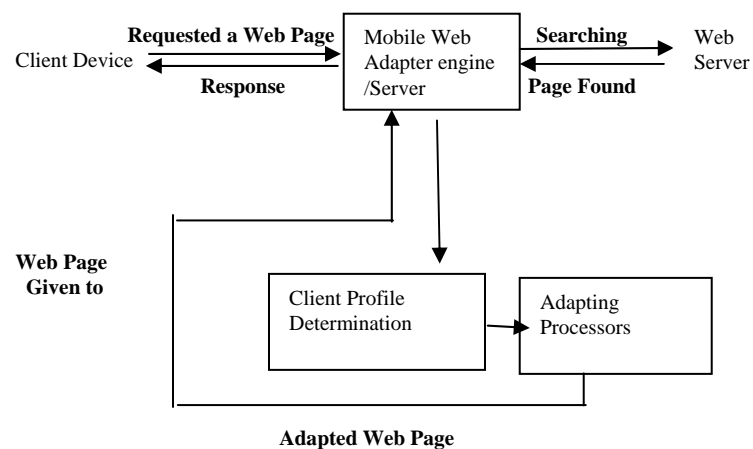 Requested a Web Page
Client Device
Response
Mobile Web
Adapter engine
/Server
Searching
Page Found
Web
Server
Web Page
Given to
Client Profile
Determination
Adapting
Processors
Adapted Web Page